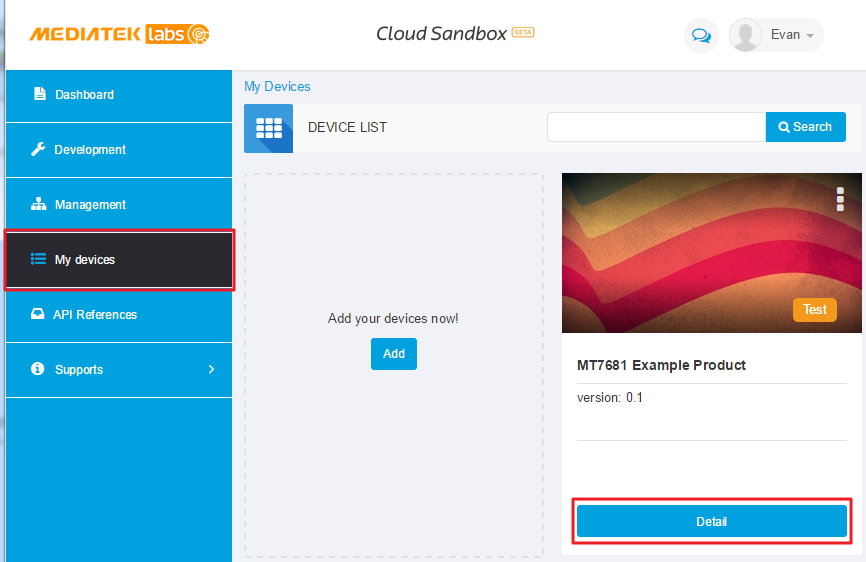 MEDIATEK labs
Cloud Sandbox BETA
Evan
Dashboard
Development
Management
My devices
API References
Supports
My Devices
DEVICE LIST
Search
Add your devices now!
Add
Test
MT7681 Example Product
version: 0.1
Detail